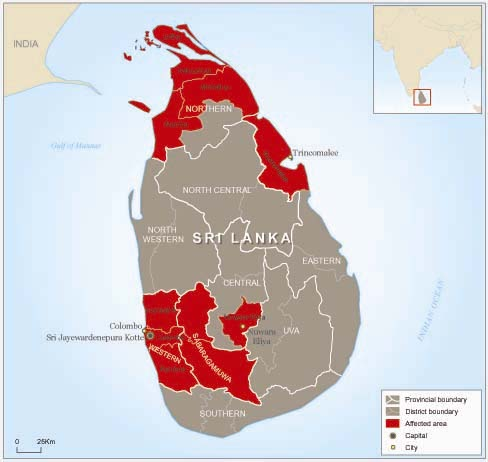 INDIA
NORTHERN
Gulf of Mannar
Trincomalee
NORTH CENTRAL
NORTH
WESTERN
SRI LANKA
EASTERN
CENTRAL
Colombo
Sri Jayewardenepura Kotte
Nuwara
Eliya
UVA
WESTERN
SABARAGAMUWA
SOUTHERN
INDIAN OCEAN
Provincial boundary
District boundary
Affected area
Capital
City
0 25Km